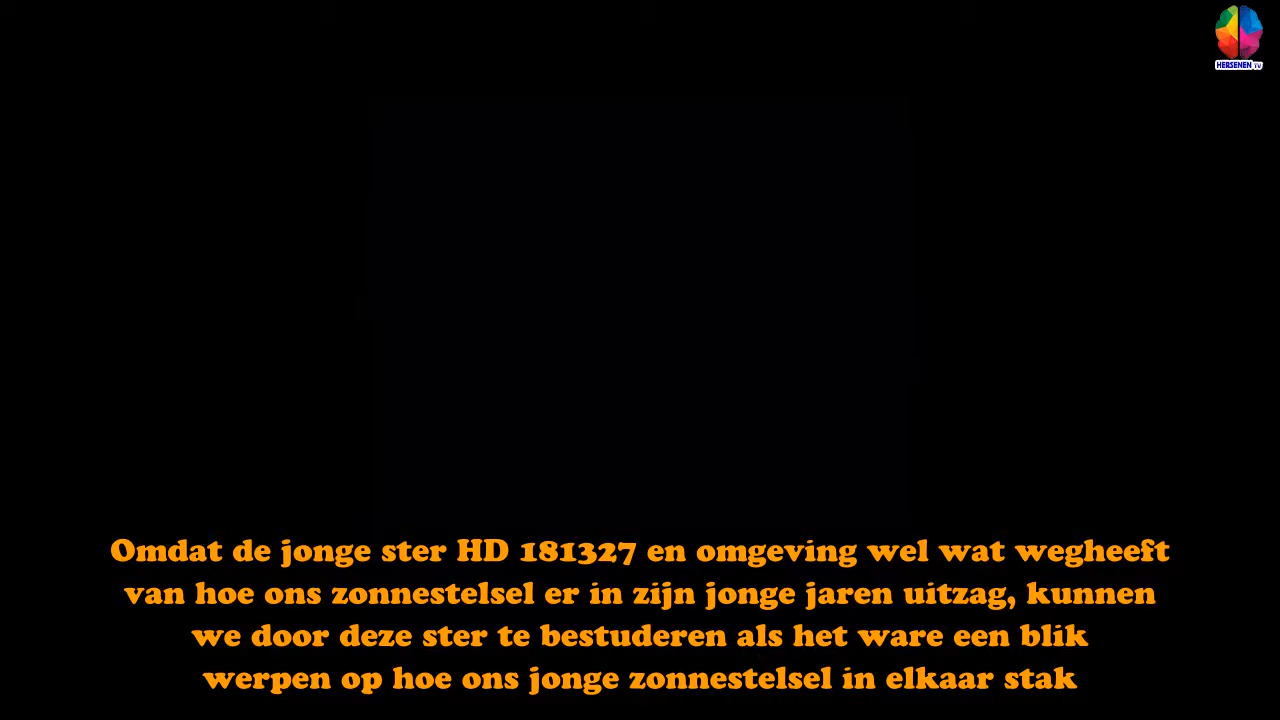 HERSENEN TV
Omdat de jonge ster HD 181327 en omgeving wel wat wegheeft
van hoe ons zonnestelsel er in zijn jonge jaren uitzag, kunnen
we door deze ster te bestuderen als het ware een blik
werpen op hoe ons jonge zonnestelsel in elkaar stak